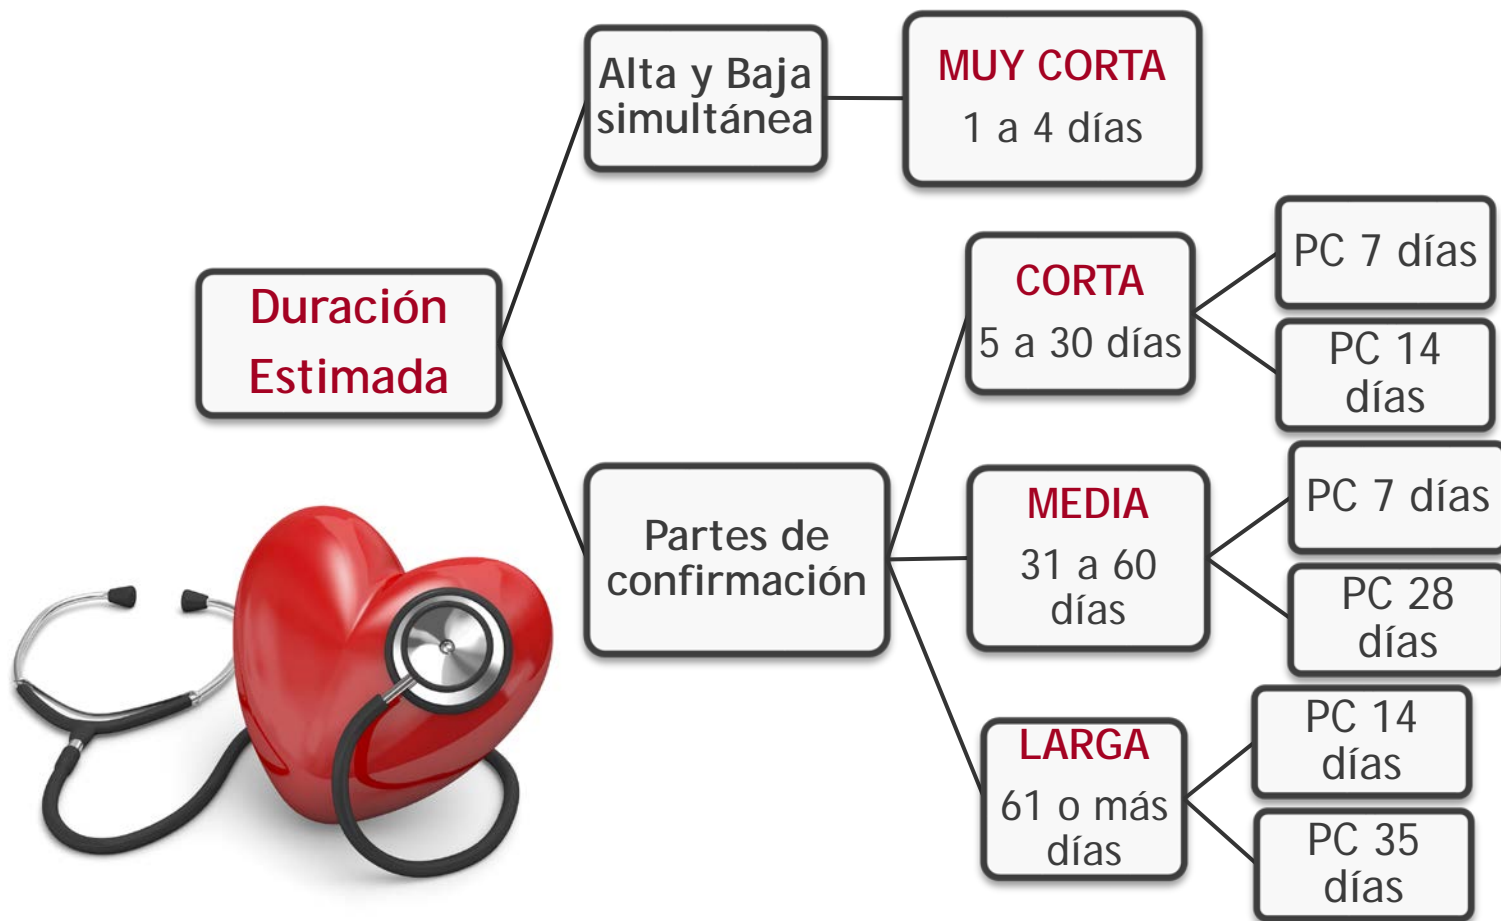 Duración
Estimada
Alta y Baja
simultánea
MUY CORTA
1 a 4 días
Partes de
confirmación
CORTA
5 a 30 días
PC 7 días
PC 14
días
MEDIA
31 a 60
días
PC 7 días
PC 28
días
LARGA
61 o más
días
PC 14
días
PC 35
días